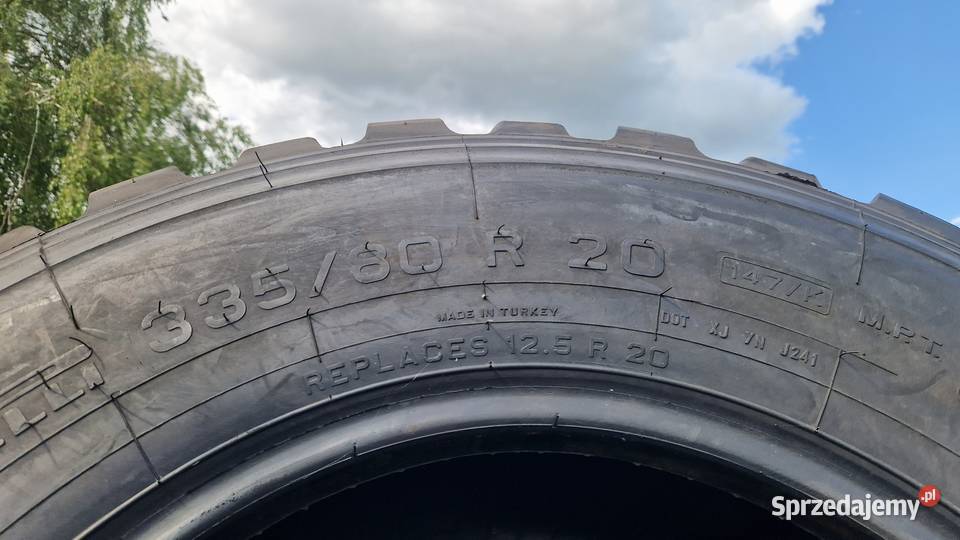 335/80 R 20
147/K
M.P.T.
MADE IN TURKEY
DOT XJ YN J241
REPLACES 12.5 R 20
Sprzedajemy.pl